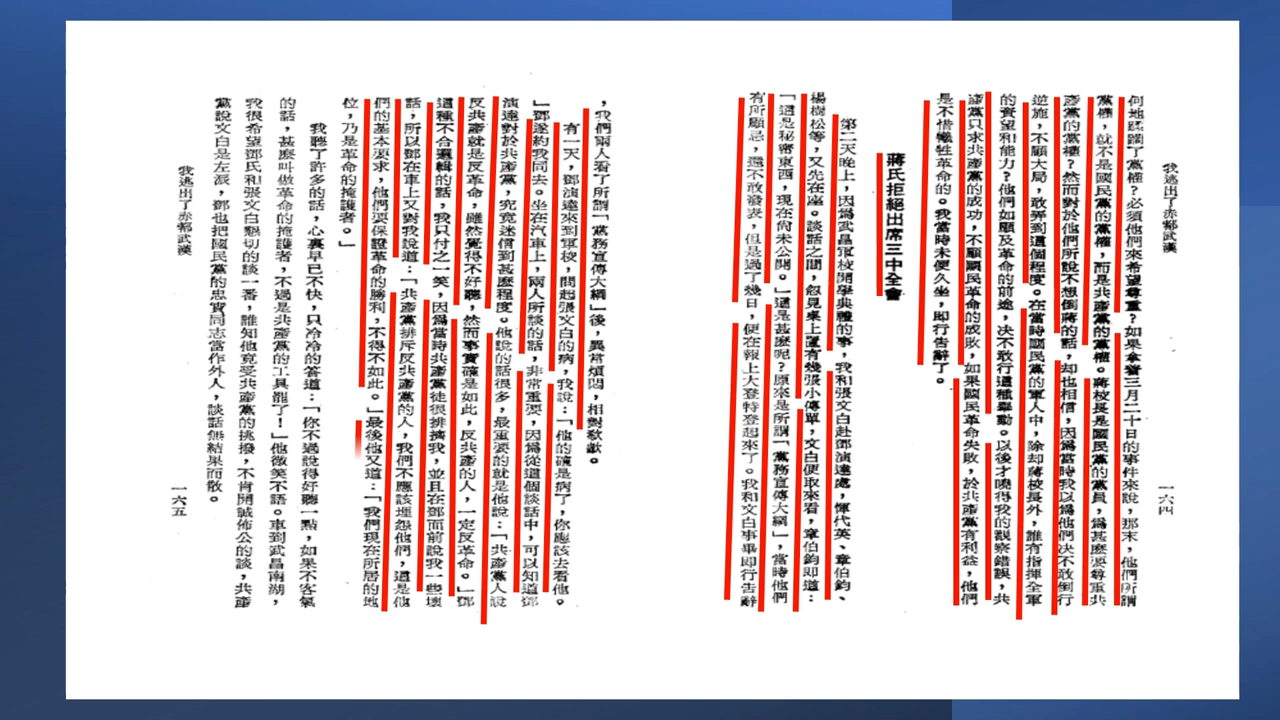 我逃出了赤都武漢
一六四
何地蹂躪了黨權？必須他們來希望尊重？如果拿着三月二十日的事件來說，那末，他們所謂
黨權，就不是國民黨的黨權，而是共產黨的黨權。蔣校長是國民黨的黨員，爲甚麼要尊重共
產黨的黨權？然而對於他們所說不想倒蔣的話，却也相信，因爲當時我以爲他們決不敢倒行
逆施，不顧大局，敢弄到這個程度。在當時國民黨的軍人中，除却蔣校長外，誰有指揮全軍
的資望和能力？他們如顧及革命的前途，決不敢行這種舉動。以後才曉得我的觀察錯誤，共
產黨只求共產黨的成功，不顧國民革命的成敗，如果國民革命失敗，於共產黨有利益，他們
是不惜犧牲革命的。我當時未便久坐，即行告辭了。
蔣氏拒絕出席三中全會
第二天晚上，因爲武昌軍校開學典禮的事，我和張文白赴鄧演達處，惲代英、章伯鈞、
楊樹松等，又先在座。談話之間，忽見桌上置有幾張小傳單，文白便取來看，章伯鈞即道：
「這是秘密東西，現在尚未公開。」這是甚麼呢？原來是所謂「黨務宣傳大綱」，當時他們
有所顧忌，還不敢發表，但是過了幾日，便在報上大登特登起來了。我和文白事畢即行告辭
，我們兩人看了所謂「黨務宣傳大綱」後，異常煩悶，相對欷歔。
有一天，鄧演達來到軍校，問起張文白的病，我說：「他的確是病了，你應該去看他。
」鄧遂約我同去。坐在汽車上，兩人所談的話，非常重要，因爲從這個談話中，可以知道鄧
演達對於共產黨，究竟迷信到甚麼程度。他說的話很多，最重要的就是他說：「共產黨人說
反共產就是反革命，雖然覺得不好聽，然而事實確是如此，反共產的人，一定反革命。」鄧
這種不合邏輯的話，我只付之一笑，因爲當時共產黨徒很排擠我，並且在鄧面前說我一些壞
話，所以鄧在車上又對我說道：「共產黨排斥反共產黨的人，我們不應該埋怨他們，這是他
們的基本要求，他們要保證革命的勝利，不得不如此。」最後他又道：「我們現在所居的地
位，乃是革命的掩護者。」
我聽了許多的話，心裏早已不快，只冷冷的答道：「你不過說得好聽一點，如果不客氣
的話，甚麼叫做革命的掩護者，不過是共產黨的工具罷了！」他微笑不語。車到武昌南湖，
我很希望鄧氏和張文白懇切的談一番，誰知他竟受共產黨的挑撥，不肯開誠佈公的談，共產
黨說文白是左派，鄧也把國民黨的忠實同志當作外人，談話無結果而散。
我逃出了赤都武漢
一六五